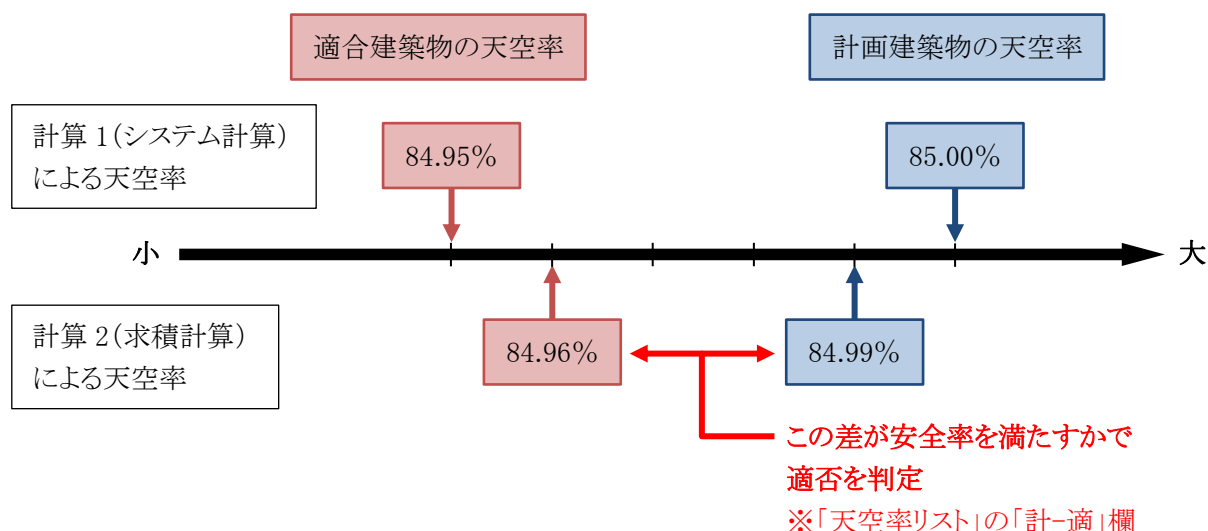 適合建築物の天空率
計画建築物の天空率
計算 1（システム計算）
による天空率
84.95%
85.00%
小
大
計算 2（求積計算）
による天空率
84.96%
84.99%
この差が安全率を満たすかで
適否を判定
※「天空率リスト」の「計−適」欄